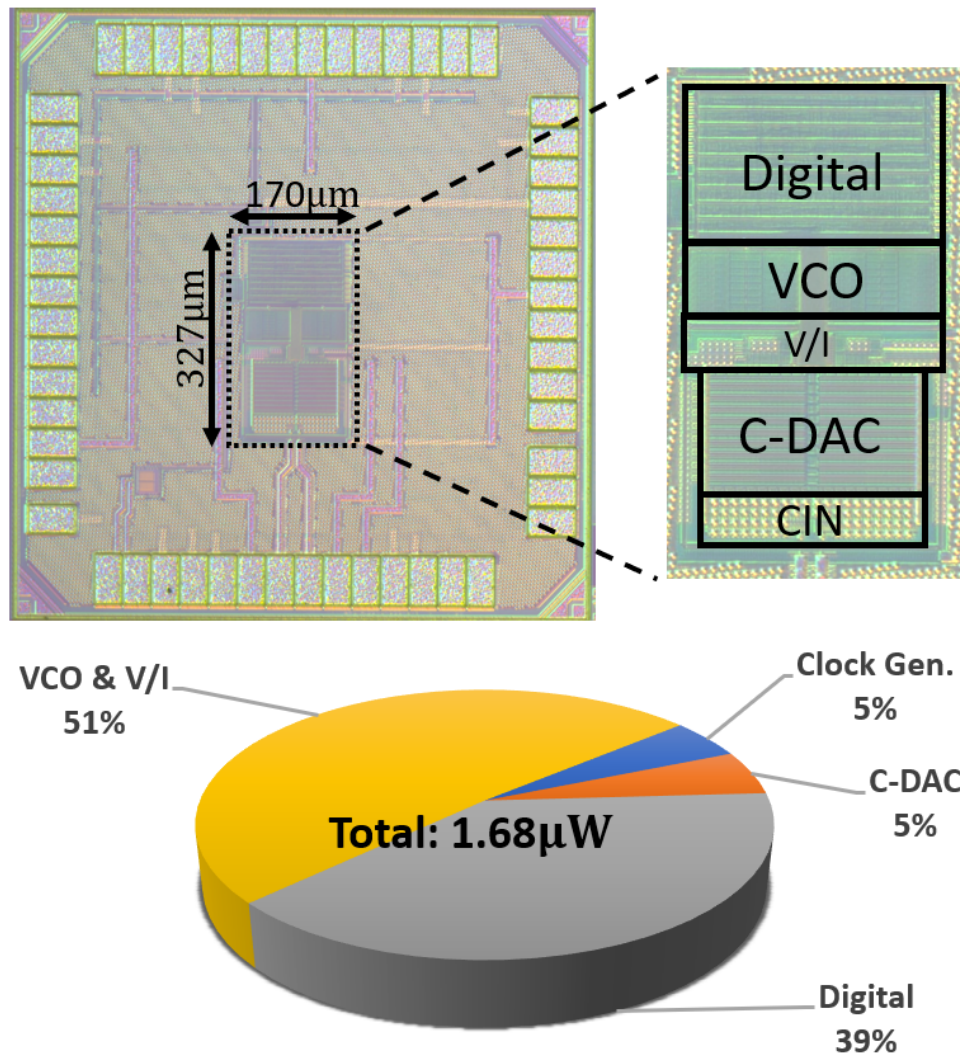 170μm
327μm
Digital
VCO
V/I
C-DAC
CIN
VCO & V/I
51%
Clock Gen.
5%
C-DAC
5%
Total: 1.68μW
Digital
39%